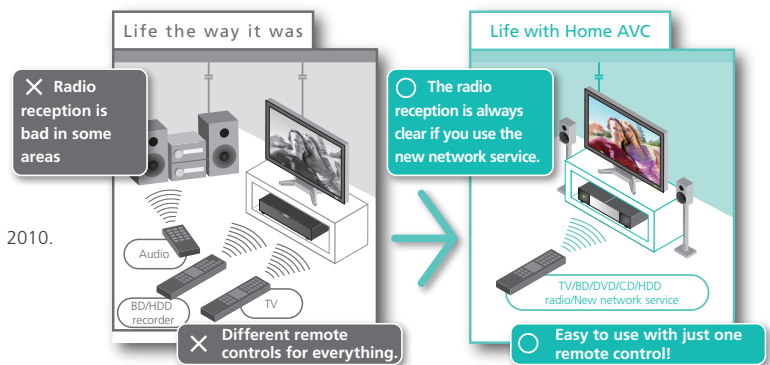 Life the way it was
✕ Radio
reception is
bad in some
areas
2010.
Audio
BD/HDD
recorder
TV
✕ Different remote
controls for everything.
Life with Home AVC
○ The radio
reception is always
clear if you use the
new network service.
TV/BD/DVD/CD/HDD
radio/New network service
○ Easy to use with just one
remote control!